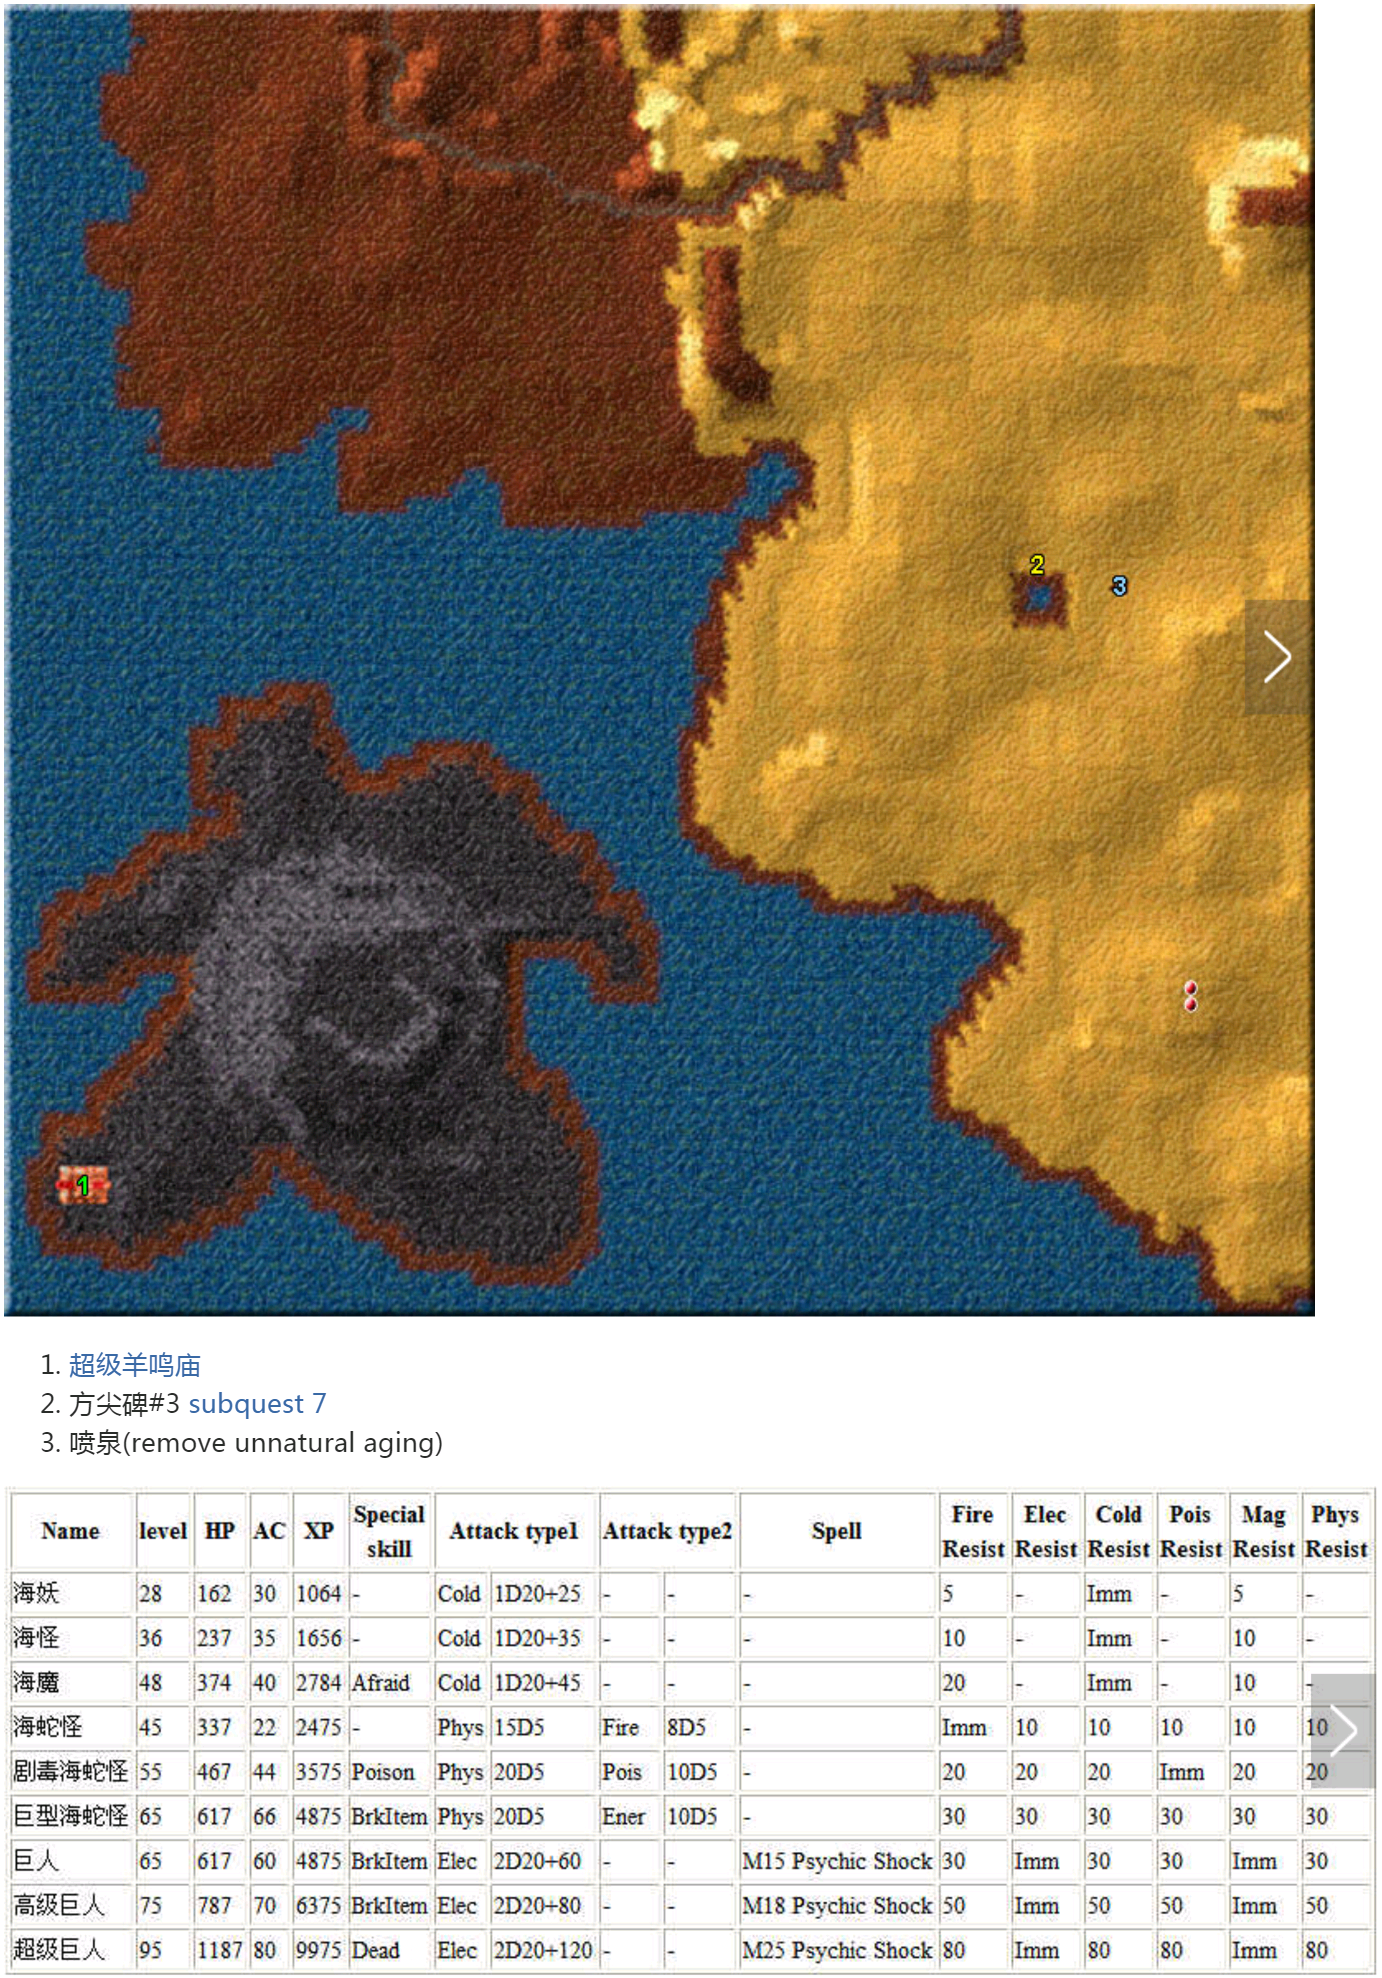 2
3
1
1. 超级羊鸣庙
2. 方尖碑#3 subquest 7
3. 喷泉(remove unnatural aging)
Name level HP AC XP Special skill Attack type1 Attack type2 Spell Fire Resist Elec Resist Cold Resist Pois Resist Mag Resist Phys Resist
海妖 28 162 30 1064 - Cold 1D20+25 - - - 5 - Imm - 5 -
海怪 36 237 35 1656 - Cold 1D20+35 - - - 10 - Imm - 10 -
海魔 48 374 40 2784 Afraid Cold 1D20+45 - - - 20 - Imm - 10 -
海蛇怪 45 337 22 2475 - Phys 15D5 Fire 8D5 - Imm 10 10 10 10 10
剧毒海蛇怪 55 467 44 3575 Poison Phys 20D5 Pois 10D5 - 20 20 20 Imm 20 20
巨型海蛇怪 65 617 66 4875 BrkItem Phys 20D5 Ener 10D5 - 30 30 30 30 30 30
巨人 65 617 60 4875 BrkItem Elec 2D20+60 - - M15 Psychic Shock 30 Imm 30 30 Imm 30
高级巨人 75 787 70 6375 BrkItem Elec 2D20+80 - - M18 Psychic Shock 50 Imm 50 50 Imm 50
超级巨人 95 1187 80 9975 Dead Elec 2D20+120 - - M25 Psychic Shock 80 Imm 80 80 Imm 80